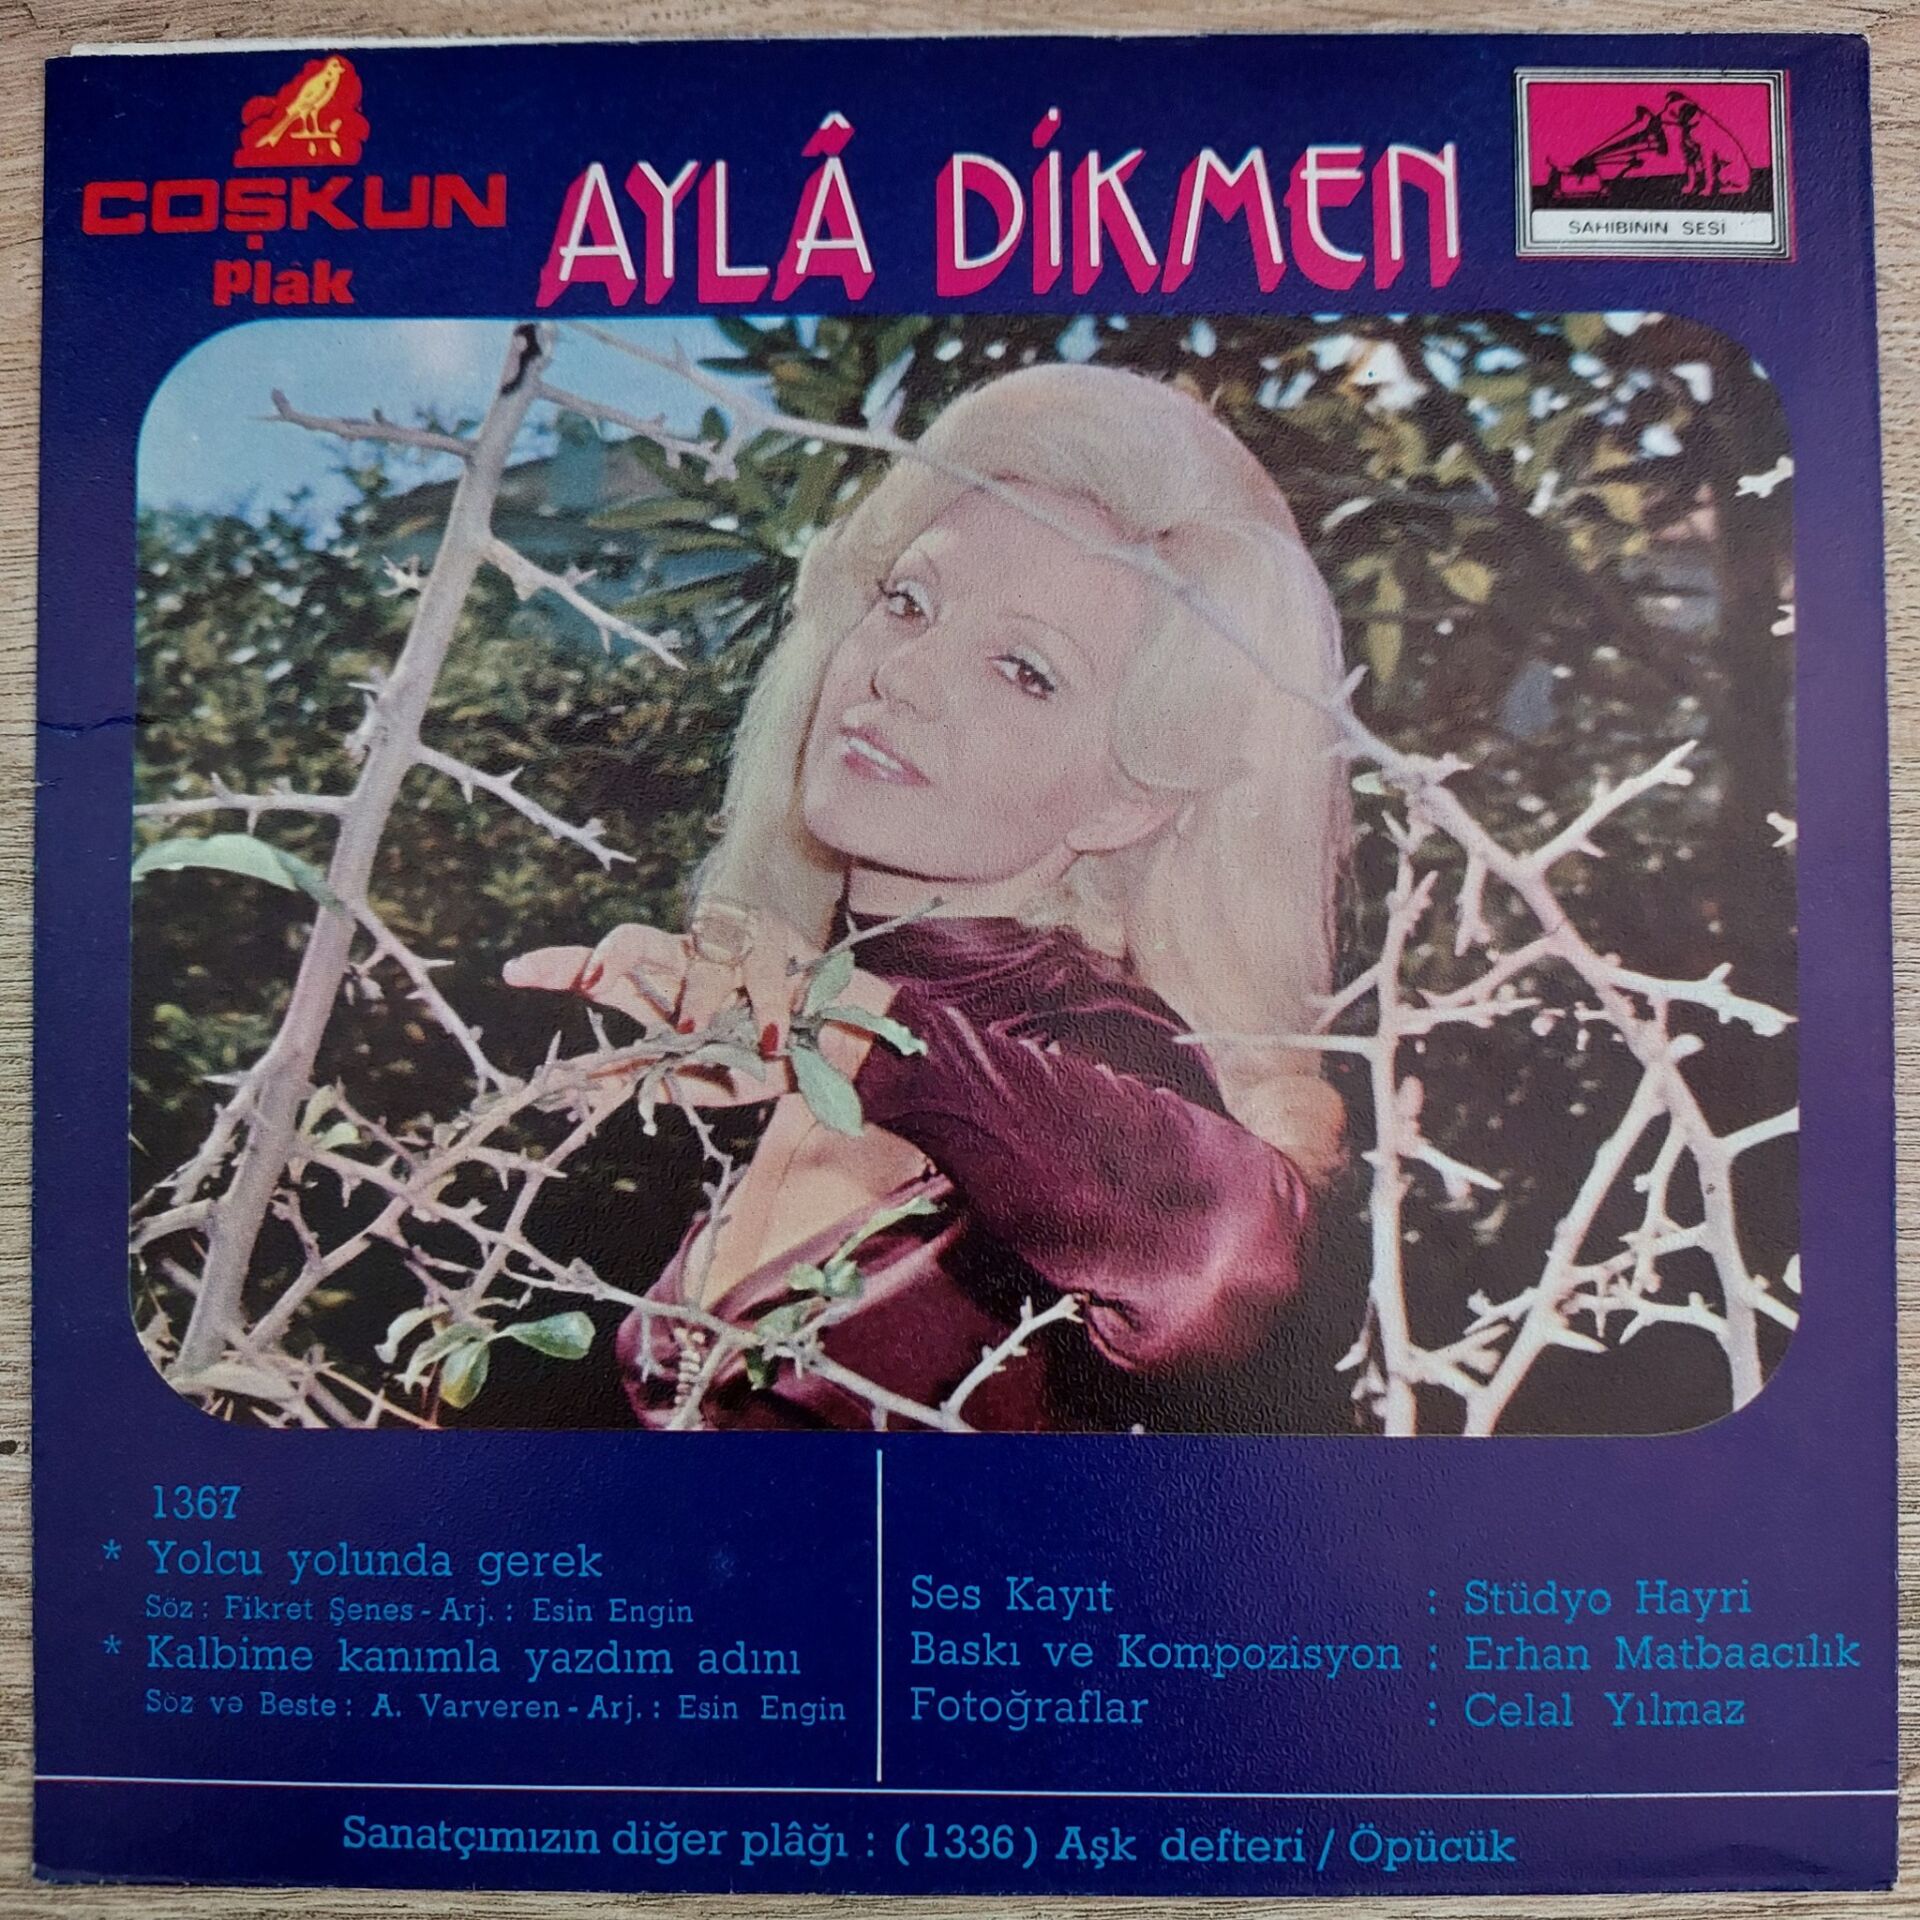 COŞKUN
Plâk
AYLÂ DİKMEN
SAHIBININ SESİ
1367
* Yolcu yolunda gerek
Söz : Fikret Şenes - Arj. : Esin Engin
* Kalbime kanımla yazdım adını
Söz və Beste : A. Varveren - Arj. : Esin Engin
Ses Kayıt : Stüdyo Hayri
Baskı ve Kompozisyon : Erhan Matbaacılık
Fotoğraflar : Celal Yılmaz
Sanatçımızın diğer plâğı : (1336) Aşk defteri / Öpücük